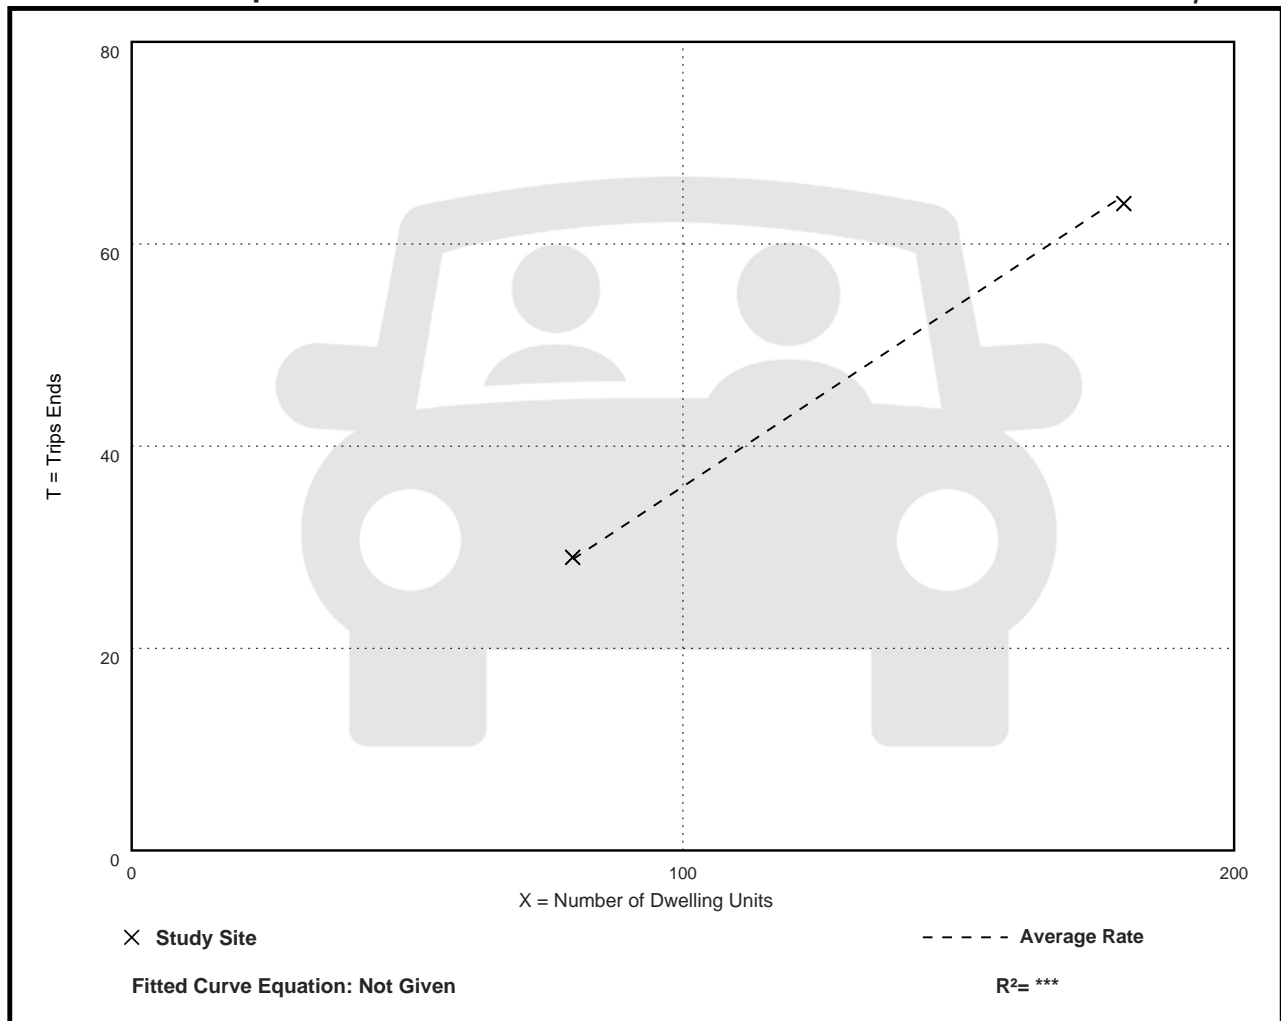 80
60
40
20
0
T = Trips Ends
0 100 200
X = Number of Dwelling Units
Study Site
Average Rate
Fitted Curve Equation: Not Given
R²= ***